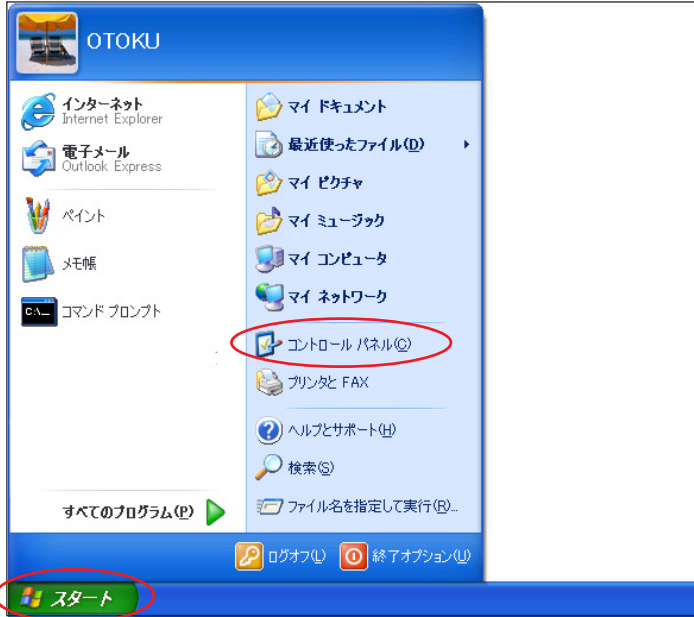 OTOKU
インターネット
Internet Explorer
電子メール
Outlook Express
ペイント
メモ帳
C:\_
コマンド プロンプト
すべてのプログラム(P)
マイ ドキュメント
最近使ったファイル(D)
マイ ピクチャ
マイ ミュージック
マイ コンピュータ
マイ ネットワーク
コントロール パネル(C)
プリンタと FAX
ヘルプとサポート(H)
検索(S)
ファイル名を指定して実行(R)...
ログオフ(L)
終了オプション(U)
スタート